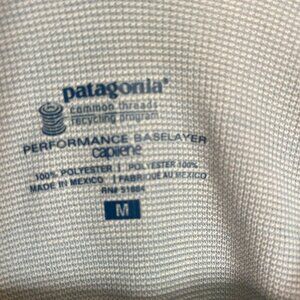 patagonia®
common threads
recycling program
PERFORMANCE BASELAYER
capilene
100% POLYESTER | POLYESTER 100%
MADE IN MEXICO | FABRIQUE AU MEXICO
RN# 51884
M